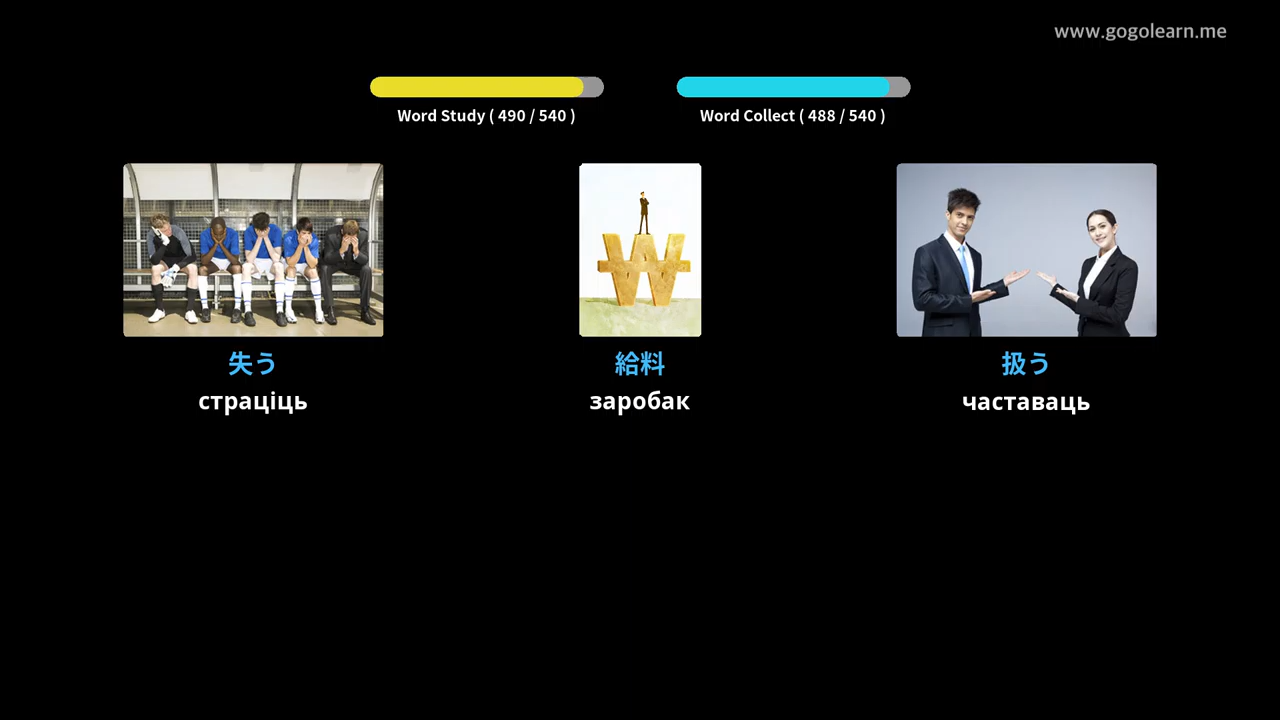 www.gogolearn.me
Word Study ( 490 / 540 )
Word Collect ( 488 / 540 )
失う
給料
扱う
страціць
заробак
частаваць